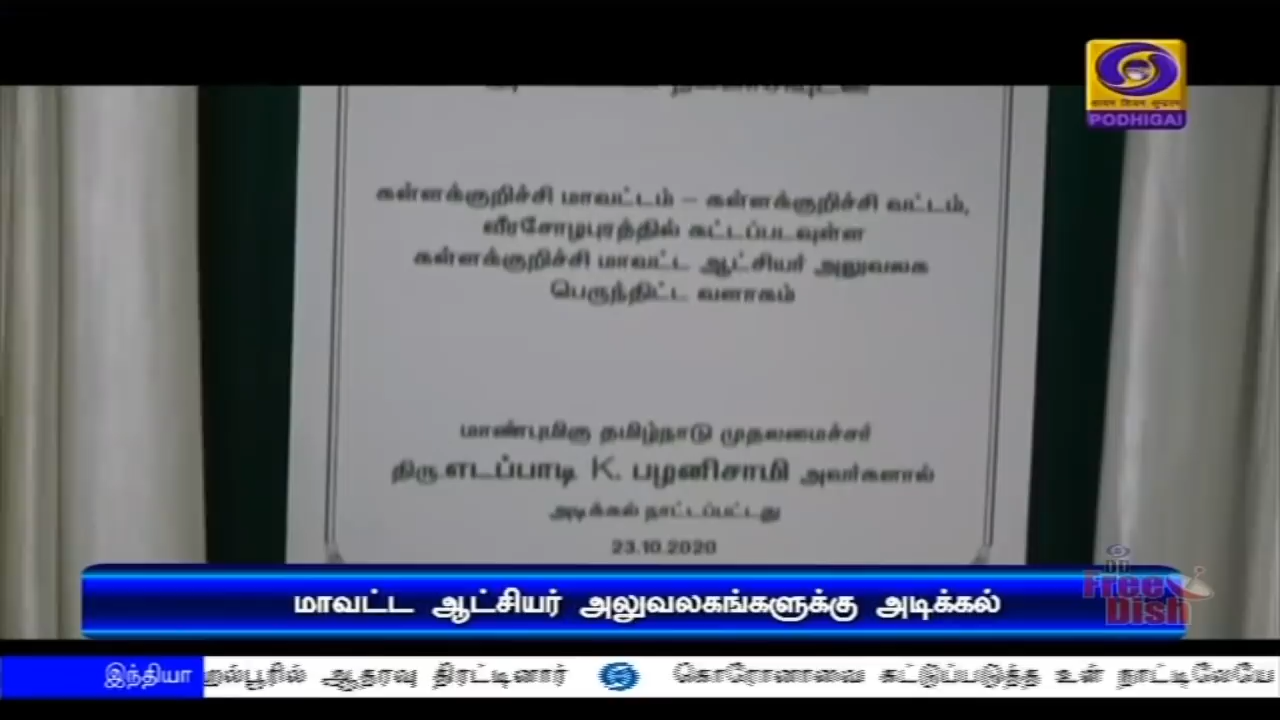 PODHIGAI
கள்ளக்குறிச்சி மாவட்டம் – கள்ளக்குறிச்சி வட்டம்,
வீரசோழபுரத்தில் கட்டப்படவுள்ள
கள்ளக்குறிச்சி மாவட்ட ஆட்சியர் அலுவலக
பெருந்திட்ட வளாகம்
மாண்புமிகு தமிழ்நாடு முதலமைச்சர்
திரு.எடப்பாடி K. பழனிசாமி அவர்களால்
அடிக்கல் நாட்டப்பட்டது
23.10.2020
DD Free Dish
மாவட்ட ஆட்சியர் அலுவலகங்களுக்கு அடிக்கல்
இந்தியா ஹல்பூரில் ஆதரவு திரட்டினார் கொரோனாவை கட்டுப்படுத்த உள் நாட்டிலேயே